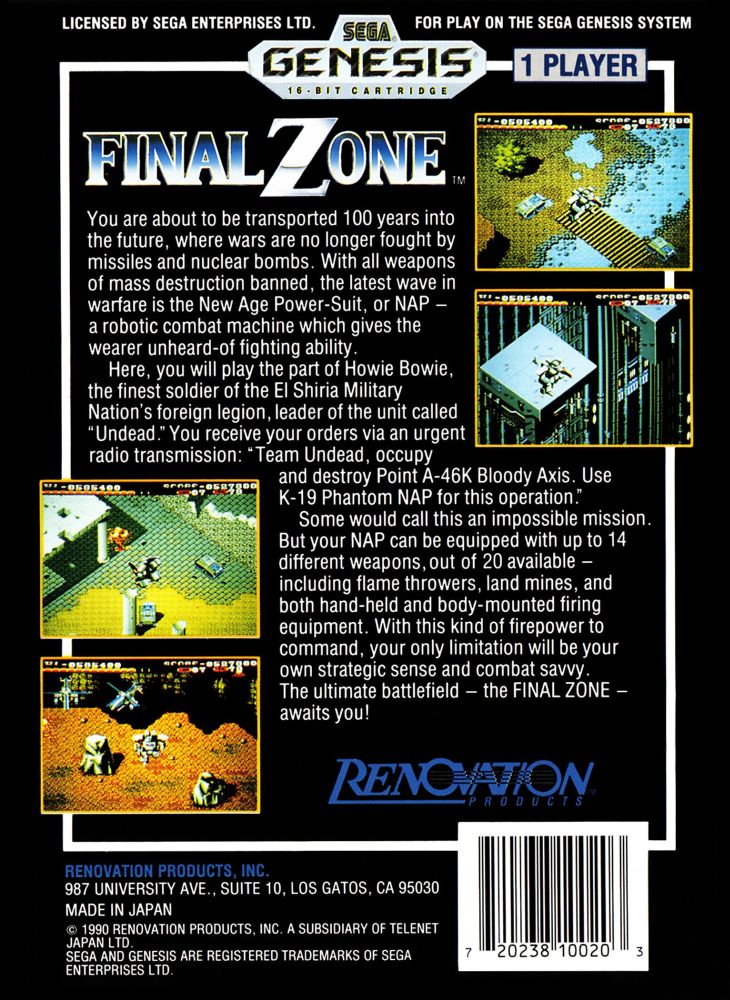 LICENSED BY SEGA ENTERPRISES LTD.
FOR PLAY ON THE SEGA GENESIS SYSTEM
SEGA
GENESIS
16-BIT CARTRIDGE
1 PLAYER
FINAL ZONE TM
You are about to be transported 100 years into
the future, where wars are no longer fought by
missiles and nuclear bombs. With all weapons
of mass destruction banned, the latest wave in
warfare is the New Age Power-Suit, or NAP –
a robotic combat machine which gives the
wearer unheard-of fighting ability.
Here, you will play the part of Howie Bowie,
the finest soldier of the El Shiria Military
Nation's foreign legion, leader of the unit called
"Undead." You receive your orders via an urgent
radio transmission: "Team Undead, occupy
and destroy Point A-46K Bloody Axis. Use
K-19 Phantom NAP for this operation."
Some would call this an impossible mission.
But your NAP can be equipped with up to 14
different weapons, out of 20 available –
including flame throwers, land mines, and
both hand-held and body-mounted firing
equipment. With this kind of firepower to
command, your only limitation will be your
own strategic sense and combat savvy.
The ultimate battlefield – the FINAL ZONE –
awaits you!
RENOVATION
PRODUCTS
RENOVATION PRODUCTS, INC.
987 UNIVERSITY AVE., SUITE 10, LOS GATOS, CA 95030
MADE IN JAPAN
© 1990 RENOVATION PRODUCTS, INC. A SUBSIDIARY OF TELENET
JAPAN LTD.
SEGA AND GENESIS ARE REGISTERED TRADEMARKS OF SEGA
ENTERPRISES LTD.
7 20238 10020 3